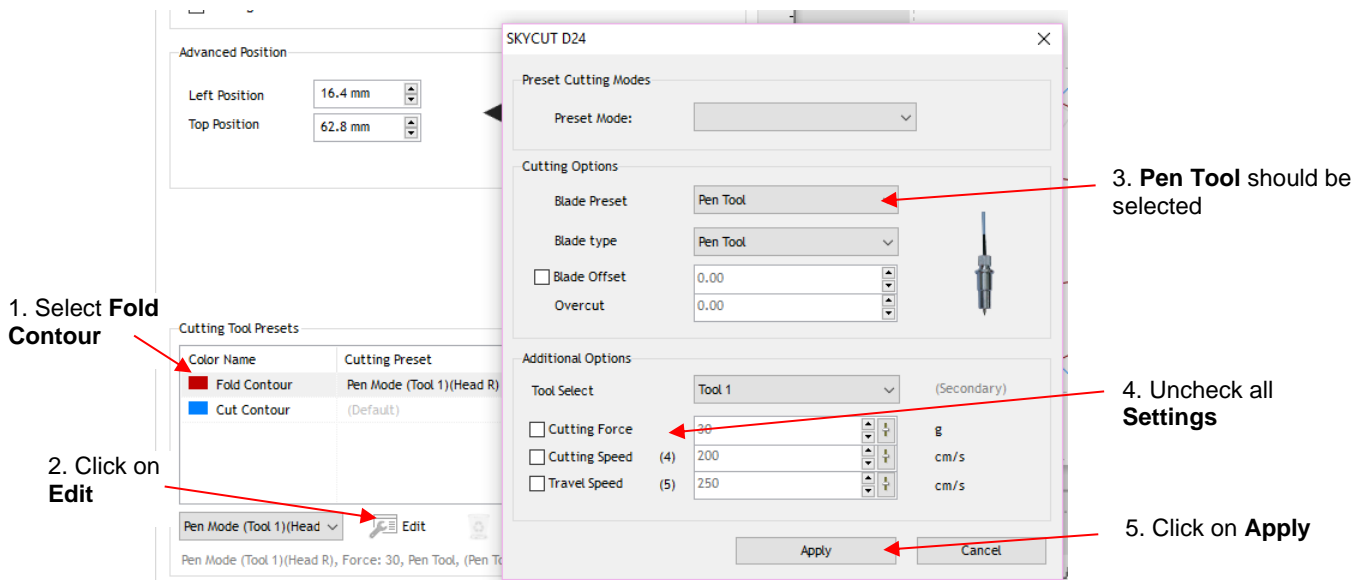 SKYCUT D24
Advanced Position
Left Position 16.4 mm
Top Position 62.8 mm
Preset Cutting Modes
Preset Mode:
Cutting Options
Blade Preset Pen Tool
Blade type Pen Tool
Blade Offset 0.00
Overcut 0.00
3. Pen Tool should be
selected
1. Select Fold
Contour
Cutting Tool Presets
Color Name Cutting Preset
Fold Contour Pen Mode (Tool 1)(Head R)
Cut Contour (Default)
Additional Options
Tool Select Tool 1 (Secondary)
Cutting Force 30 g
Cutting Speed (4) 200 cm/s
Travel Speed (5) 250 cm/s
4. Uncheck all
Settings
2. Click on
Edit
Pen Mode (Tool 1)(Head Edit
Pen Mode (Tool 1)(Head R), Force: 30, Pen Tool, (Pen
Apply Cancel
5. Click on Apply